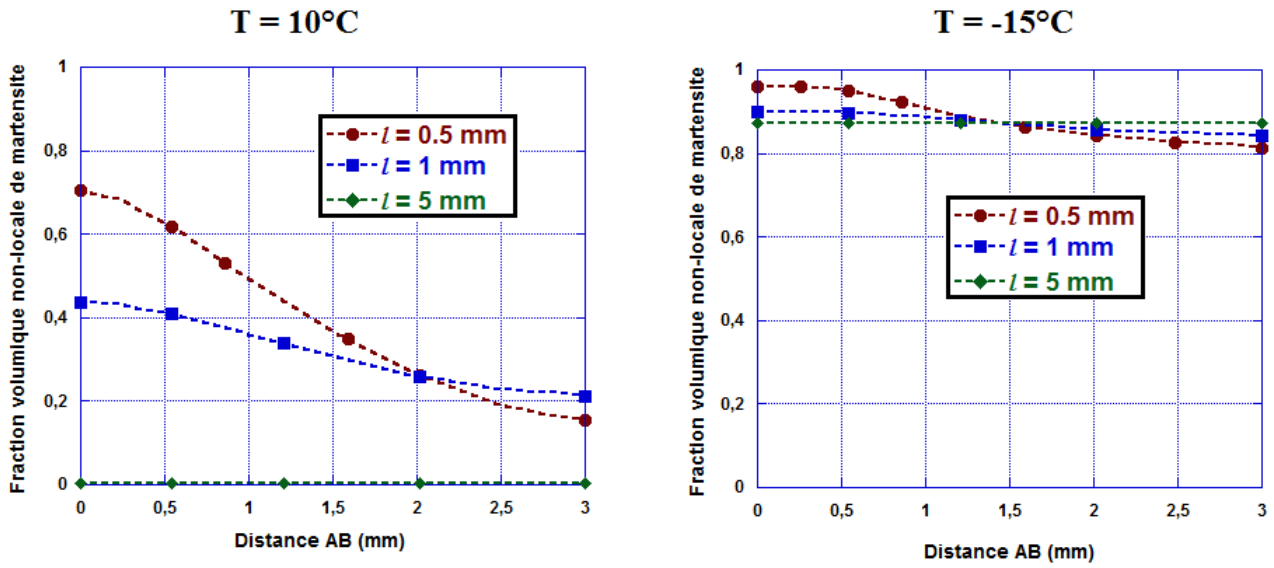 T = 10°C
Fraction volumique non-locale de martensite
1
0,8
0,6
0,4
0,2
0
l = 0.5 mm
l = 1 mm
l = 5 mm
0 0,5 1 1,5 2 2,5 3
Distance AB (mm)
T = -15°C
Fraction volumique non-locale de martensite
1
0,8
0,6
0,4
0,2
0
l = 0.5 mm
l = 1 mm
l = 5 mm
0 0,5 1 1,5 2 2,5 3
Distance AB (mm)